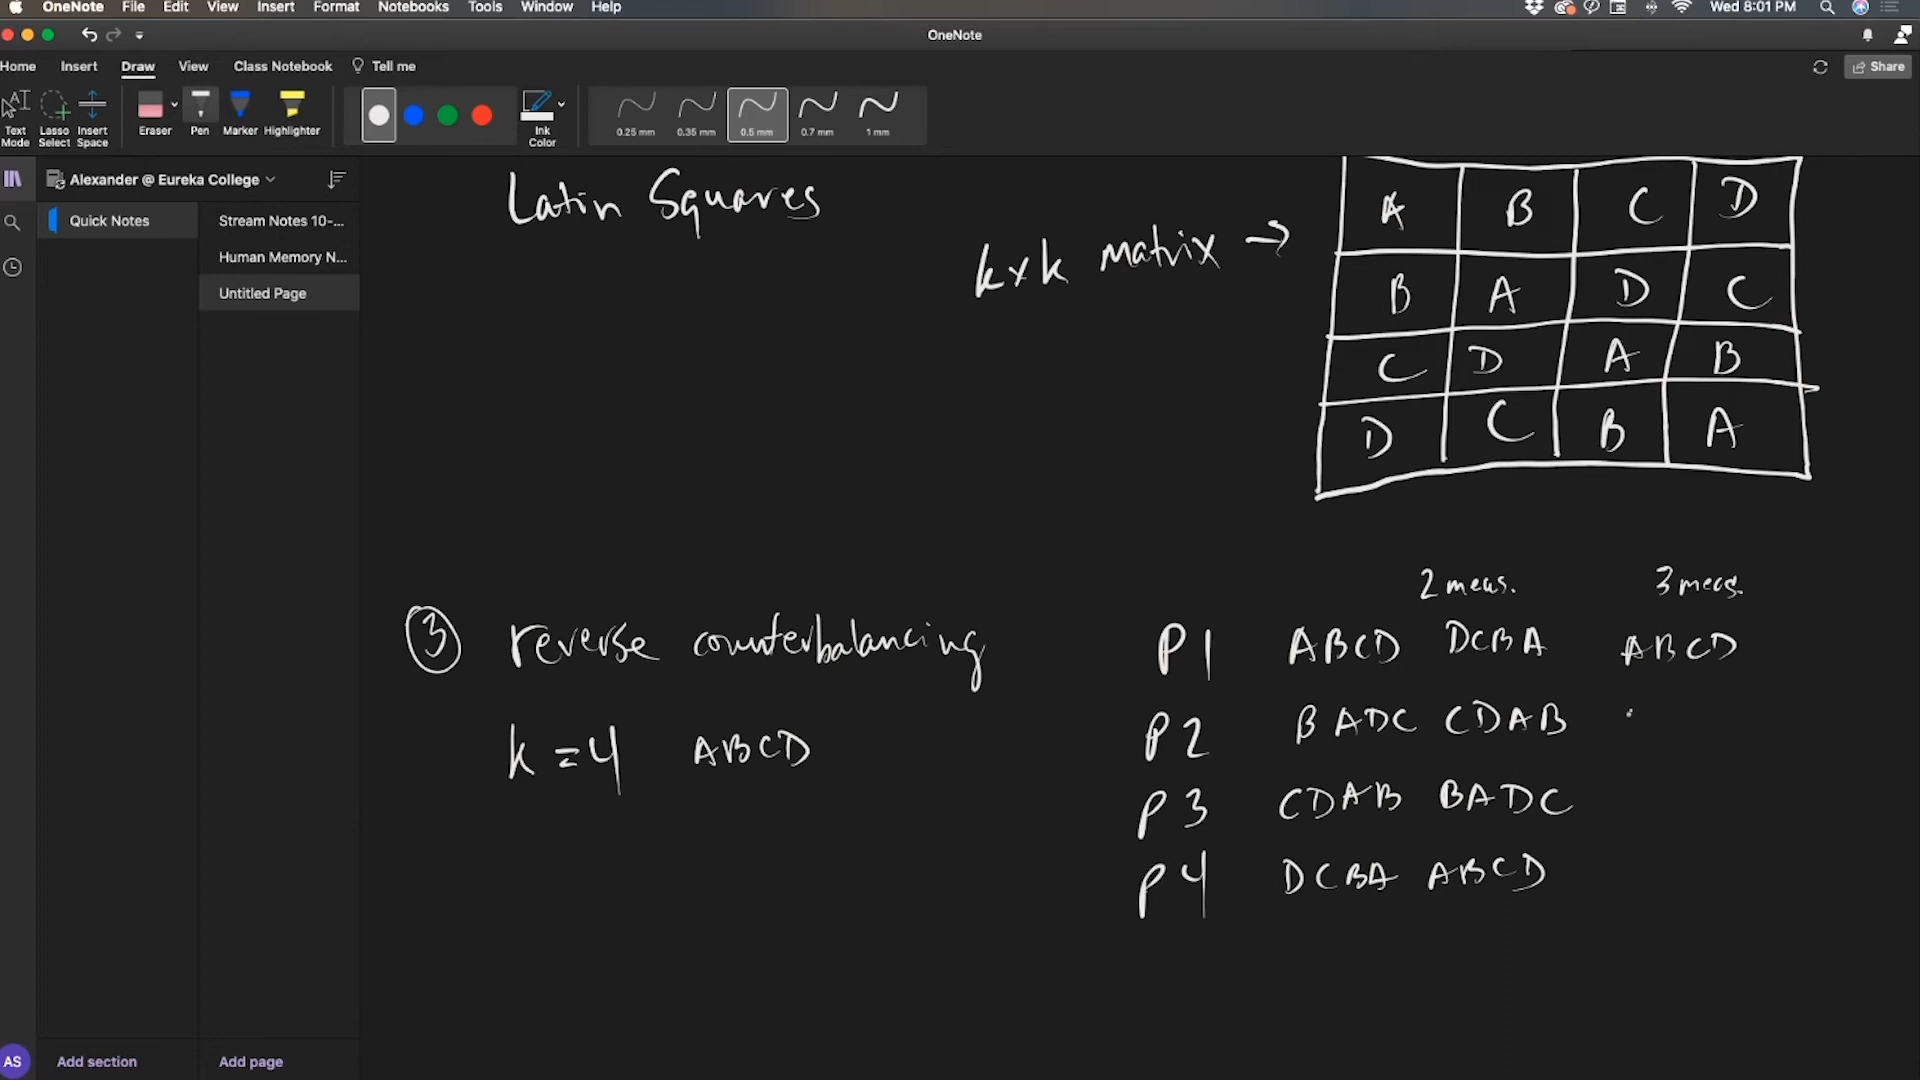 OneNote File Edit View Insert Format Notebooks Tools Window Help Wed 8:01 PM
OneNote
Home Insert Draw View Class Notebook Tell me Share
Text Mode
Lasso Select
Insert Space
Eraser
Pen
Marker
Highlighter
Ink Color
0.25 mm 0.35 mm 0.5 mm 0.7 mm 1 mm
Alexander @ Eureka College
Quick Notes
Stream Notes 10-...
Human Memory N...
Untitled Page
Latin Squares
kxk matrix →
A B C D
B A D C
C D A B
D C B A
2 meas. 3 meas.
3 reverse counterbalancing
k = 4 ABCD
P1 ABCD DCBA ABCD
P2 BADC CDAB
P3 CDAB BADC
P4 DCBA ABCD
AS Add section Add page